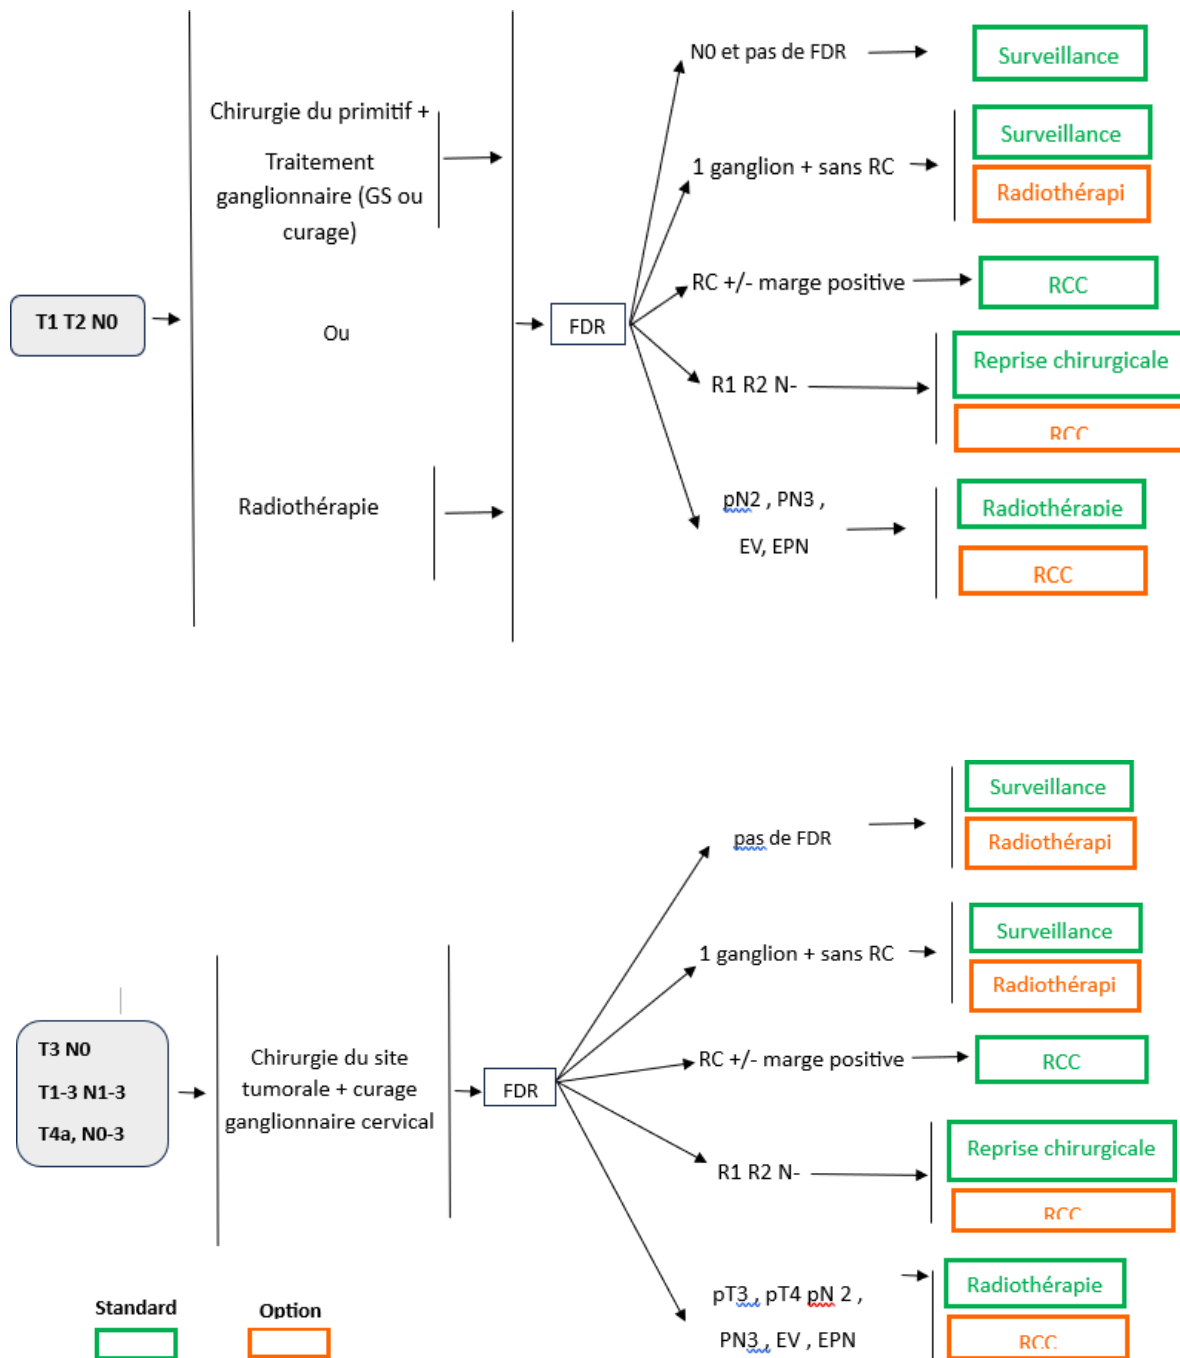 N0 et pas de FDR
Surveillance
Chirurgie du primitif +
Traitement
ganglionnaire (GS ou
curage)
1 ganglion + sans RC
Surveillance
Radiothérapi
RC +/- marge positive
RCC
T1 T2 N0
Ou
FDR
R1 R2 N-
Reprise chirurgicale
RCC
Radiothérapie
pN2 , PN3 ,
EV, EPN
Radiothérapie
RCC
pas de FDR
Surveillance
Radiothérapi
1 ganglion + sans RC
Surveillance
Radiothérapi
T3 N0
T1-3 N1-3
T4a, N0-3
Chirurgie du site
tumorale + curage
ganglionnaire cervical
FDR
RC +/- marge positive
RCC
R1 R2 N-
Reprise chirurgicale
RCC
pT3 , pT4 pN 2 ,
PN3 , EV , EPN
Radiothérapie
RCC
Standard
Option